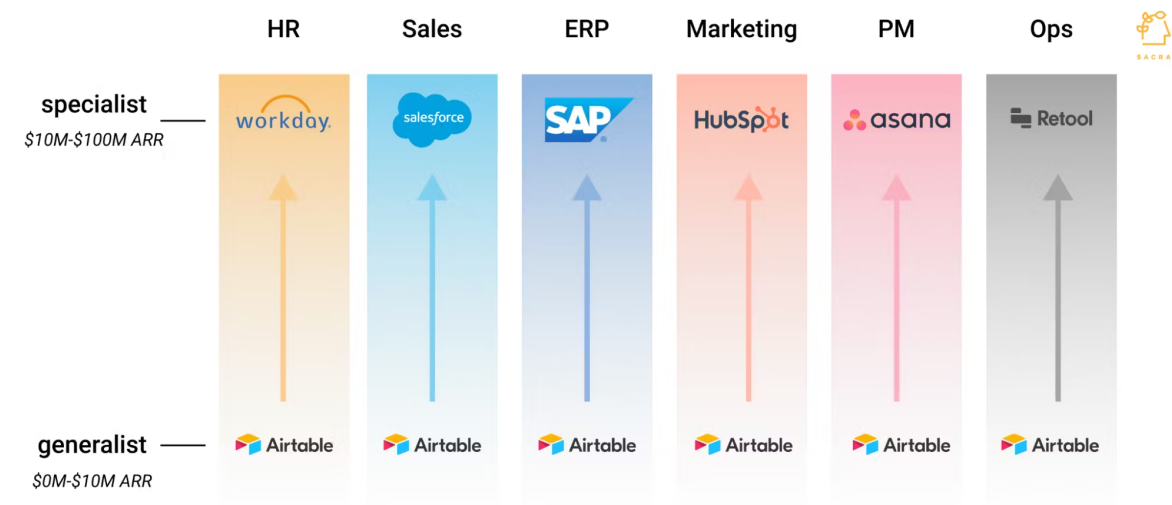 HR
Sales
ERP
Marketing
PM
Ops
SACRA
specialist
$10M-$100M ARR
workday.
salesforce
SAP
HubSpot
asana
Retool
generalist
$0M-$10M ARR
Airtable
Airtable
Airtable
Airtable
Airtable
Airtable